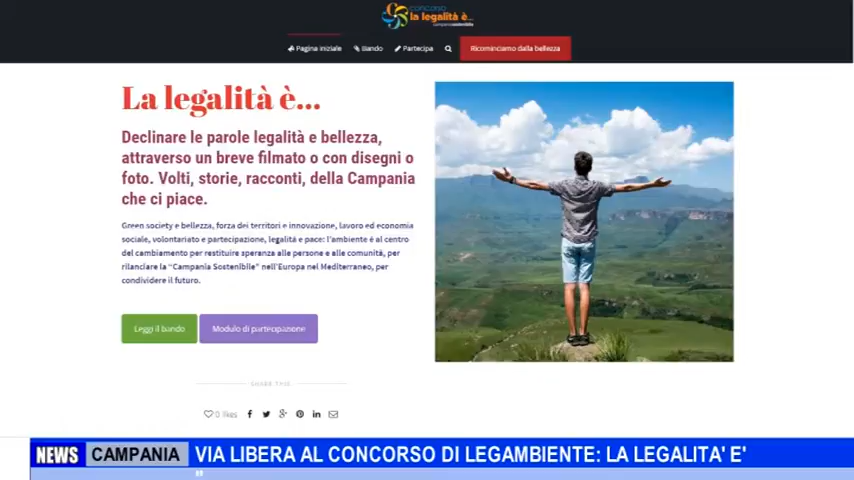 concorso
la legalità è...
campaniasostenibile
Pagina iniziale Bando Partecipa Ricominciamo dalla bellezza
La legalità è...
Declinare le parole legalità e bellezza,
attraverso un breve filmato o con disegni o
foto. Volti, storie, racconti, della Campania
che ci piace.
Green society e bellezza, forza dei territori e innovazione, lavoro ed economia
sociale, volontariato e partecipazione, legalità e pace: l'ambiente è al centro
del cambiamento per restituire speranza alle persone e alle comunità, per
rilanciare la "Campania Sostenibile" nell'Europa nel Mediterraneo, per
condividere il futuro.
Leggi il bando Modulo di partecipazione
SHARE THIS
0 likes
NEWS CAMPANIA VIA LIBERA AL CONCORSO DI LEGAMBIENTE: LA LEGALITA' E'
"